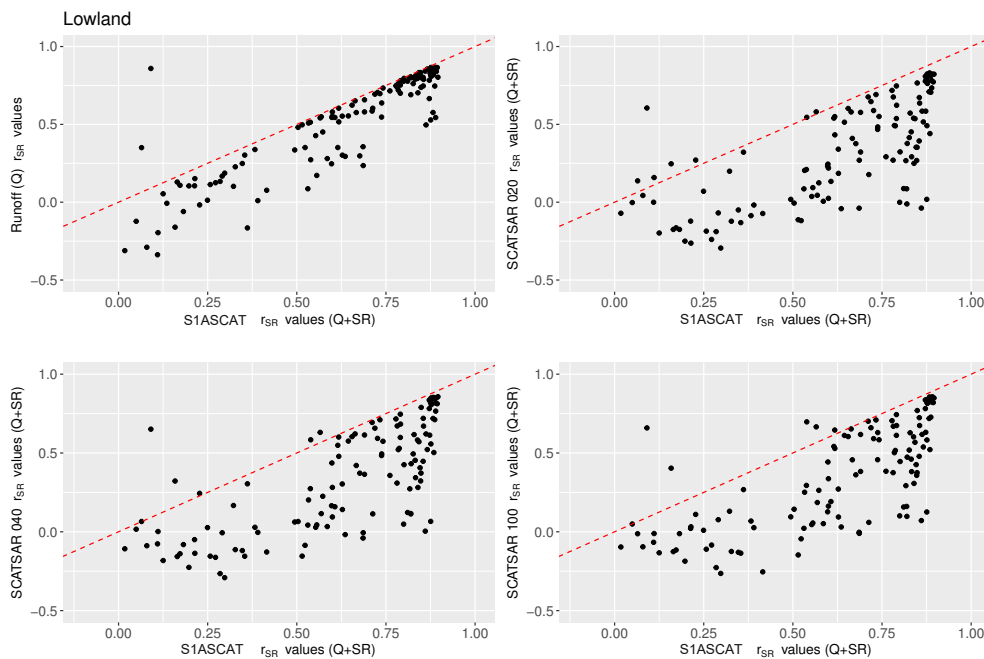 Lowland
Runoff (Q) rSR values
1.0
0.5
0.0
−0.5
0.00 0.25 0.50 0.75 1.00
S1ASCAT rSR values (Q+SR)
SCATSAR 020 rSR values (Q+SR)
1.0
0.5
0.0
−0.5
0.00 0.25 0.50 0.75 1.00
S1ASCAT rSR values (Q+SR)
SCATSAR 040 rSR values (Q+SR)
1.0
0.5
0.0
−0.5
0.00 0.25 0.50 0.75 1.00
S1ASCAT rSR values (Q+SR)
SCATSAR 100 rSR values (Q+SR)
1.0
0.5
0.0
−0.5
0.00 0.25 0.50 0.75 1.00
S1ASCAT rSR values (Q+SR)